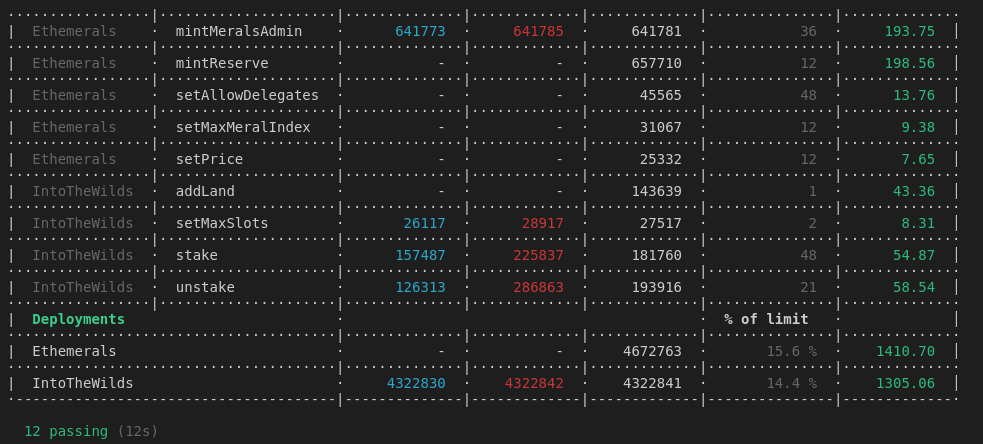 | Ethemerals · mintMeralsAdmin · 641773 · 641785 · 641781 · 36 · 193.75 |
| Ethemerals · mintReserve · - · - · 657710 · 12 · 198.56 |
| Ethemerals · setAllowDelegates · - · - · 45565 · 48 · 13.76 |
| Ethemerals · setMaxMeralIndex · - · - · 31067 · 12 · 9.38 |
| Ethemerals · setPrice · - · - · 25332 · 12 · 7.65 |
| IntoTheWilds · addLand · - · - · 143639 · 1 · 43.36 |
| IntoTheWilds · setMaxSlots · 26117 · 28917 · 27517 · 2 · 8.31 |
| IntoTheWilds · stake · 157487 · 225837 · 181760 · 48 · 54.87 |
| IntoTheWilds · unstake · 126313 · 286863 · 193916 · 21 · 58.54 |
| Deployments · · % of limit · |
| Ethemerals · - · - · 4672763 · 15.6 % · 1410.70 |
| IntoTheWilds · 4322830 · 4322842 · 4322841 · 14.4 % · 1305.06 |
12 passing (12s)